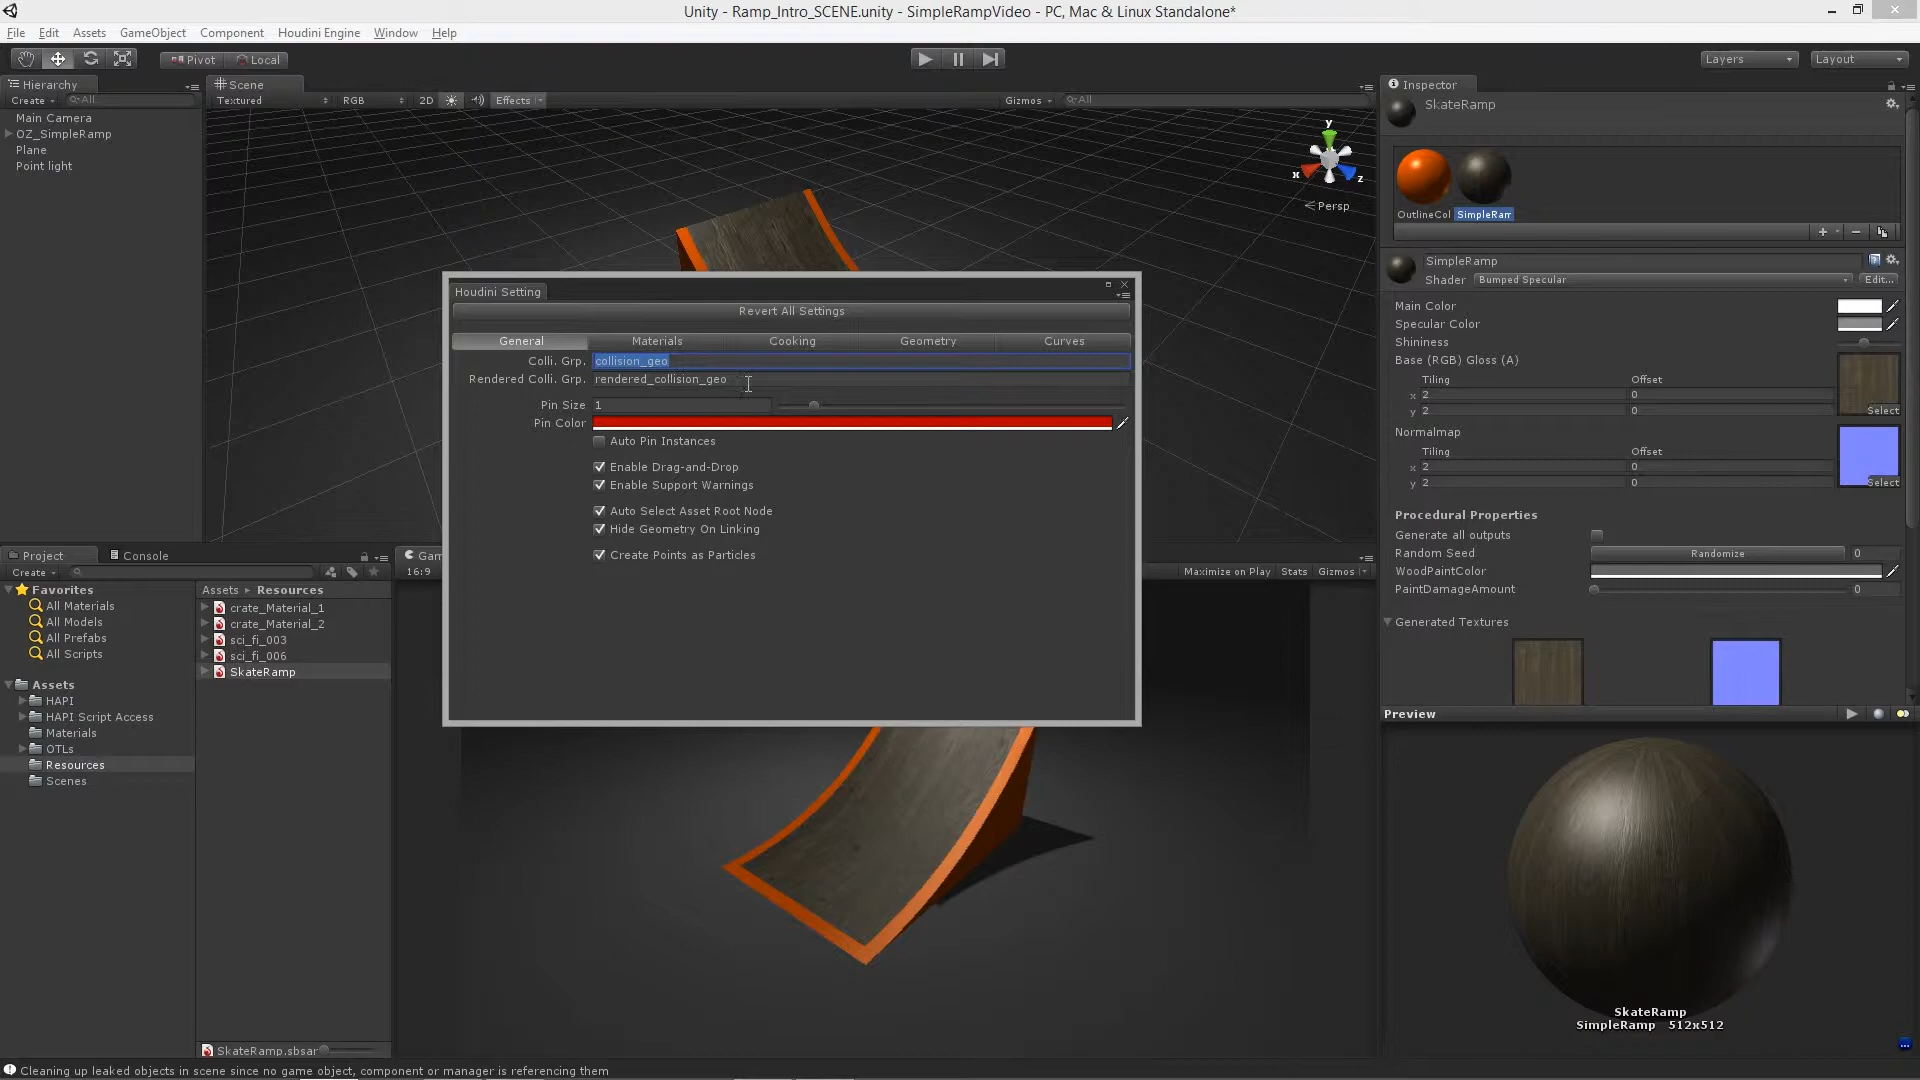 Unity - Ramp_Intro_SCENE.unity - SimpleRampVideo - PC, Mac & Linux Standalone*
File Edit Assets GameObject Component Houdini Engine Window Help
Pivot Local Layers Layout
Hierarchy
Create All
Main Camera
OZ_SimpleRamp
Plane
Point light
Scene
Textured RGB 2D Effects Gizmos All
y
x
z
Persp
Houdini Setting
Revert All Settings
General Materials Cooking Geometry Curves
Colli. Grp. collision_geo
Rendered Colli. Grp. rendered_collision_geo
Pin Size 1
Pin Color
Auto Pin Instances
Enable Drag-and-Drop
Enable Support Warnings
Auto Select Asset Root Node
Hide Geometry On Linking
Create Points as Particles
Project Console
Create
Favorites
All Materials
All Models
All Prefabs
All Scripts
Assets
HAPI
HAPI Script Access
Materials
OTLs
Resources
Scenes
Assets Resources
crate_Material_1
crate_Material_2
sci_fi_003
sci_fi_006
SkateRamp
SkateRamp.sbsar
Gam
16:9 Maximize on Play Stats Gizmos
Inspector
SkateRamp
OutlineCol SimpleRam
SimpleRamp
Shader Bumped Specular Edit...
Main Color
Specular Color
Shininess
Base (RGB) Gloss (A)
Tiling Offset
x 2 0
y 2 0
Select
Normalmap
Tiling Offset
x 2 0
y 2 0
Select
Procedural Properties
Generate all outputs
Random Seed Randomize 0
WoodPaintColor
PaintDamageAmount 0
Generated Textures
Preview
SkateRamp
SimpleRamp 512x512
Cleaning up leaked objects in scene since no game object, component or manager is referencing them